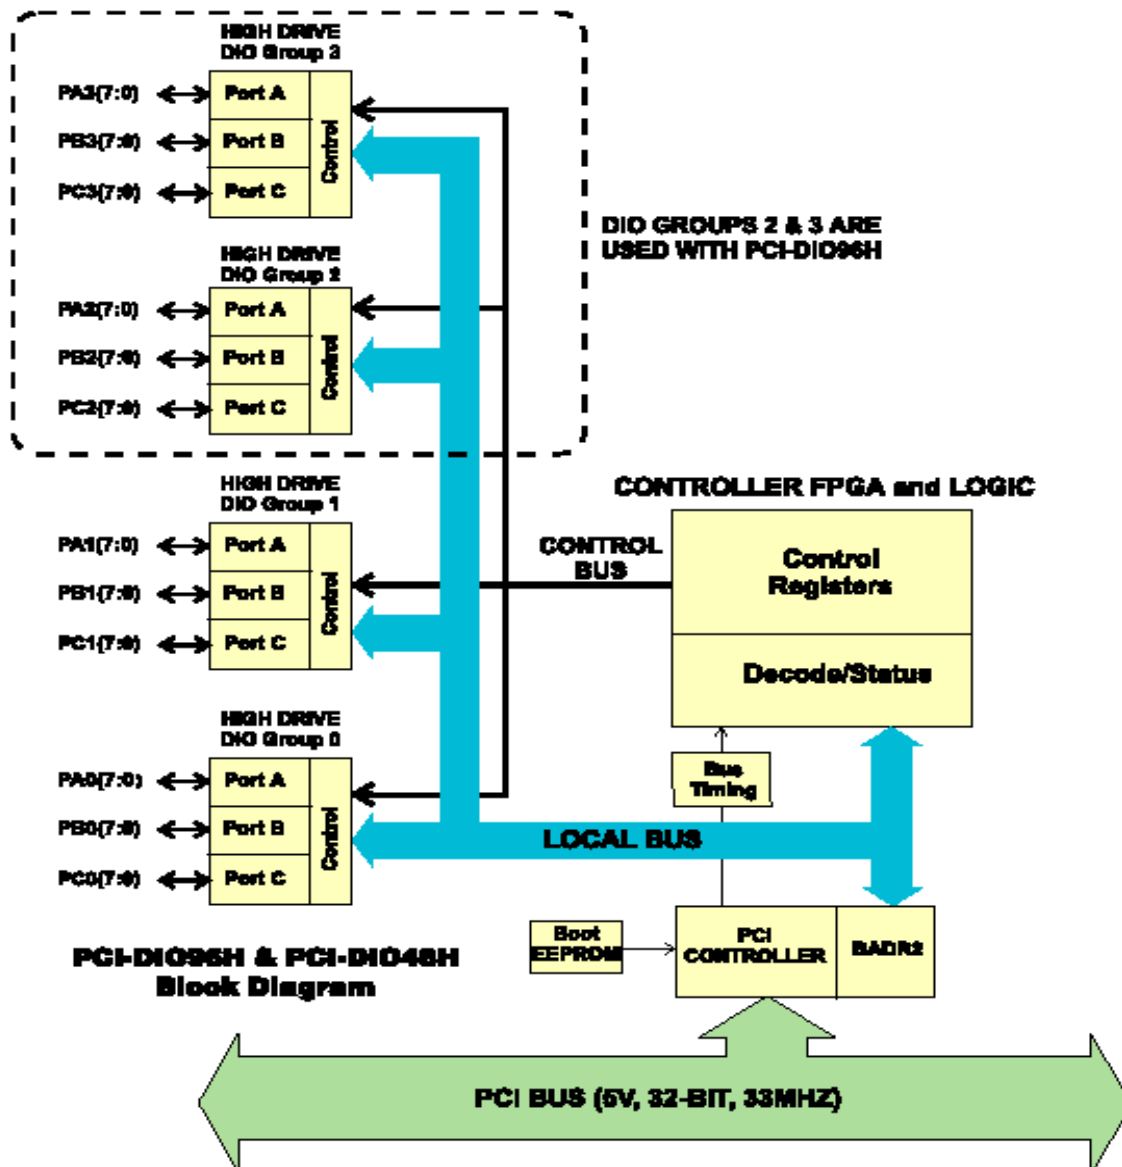 HIGH DRIVE
DIO Group 3
PA3(7:0)
Port A
PB3(7:0)
Port B
PC3(7:0)
Port C
Control
DIO GROUPS 2 & 3 ARE
USED WITH PCI-DIO96H
HIGH DRIVE
DIO Group 2
PA2(7:0)
Port A
PB2(7:0)
Port B
PC2(7:0)
Port C
Control
HIGH DRIVE
DIO Group 1
PA1(7:0)
Port A
PB1(7:0)
Port B
PC1(7:0)
Port C
Control
CONTROLLER FPGA and LOGIC
CONTROL
BUS
Control
Registers
Decode/Status
HIGH DRIVE
DIO Group 0
PA0(7:0)
Port A
PB0(7:0)
Port B
PC0(7:0)
Port C
Control
Bus
Timing
LOCAL BUS
Boot
EEPROM
PCI
CONTROLLER
BADR2
PCI-DIO96H & PCI-DIO48H
Block Diagram
PCI BUS (5V, 32-BIT, 33MHZ)